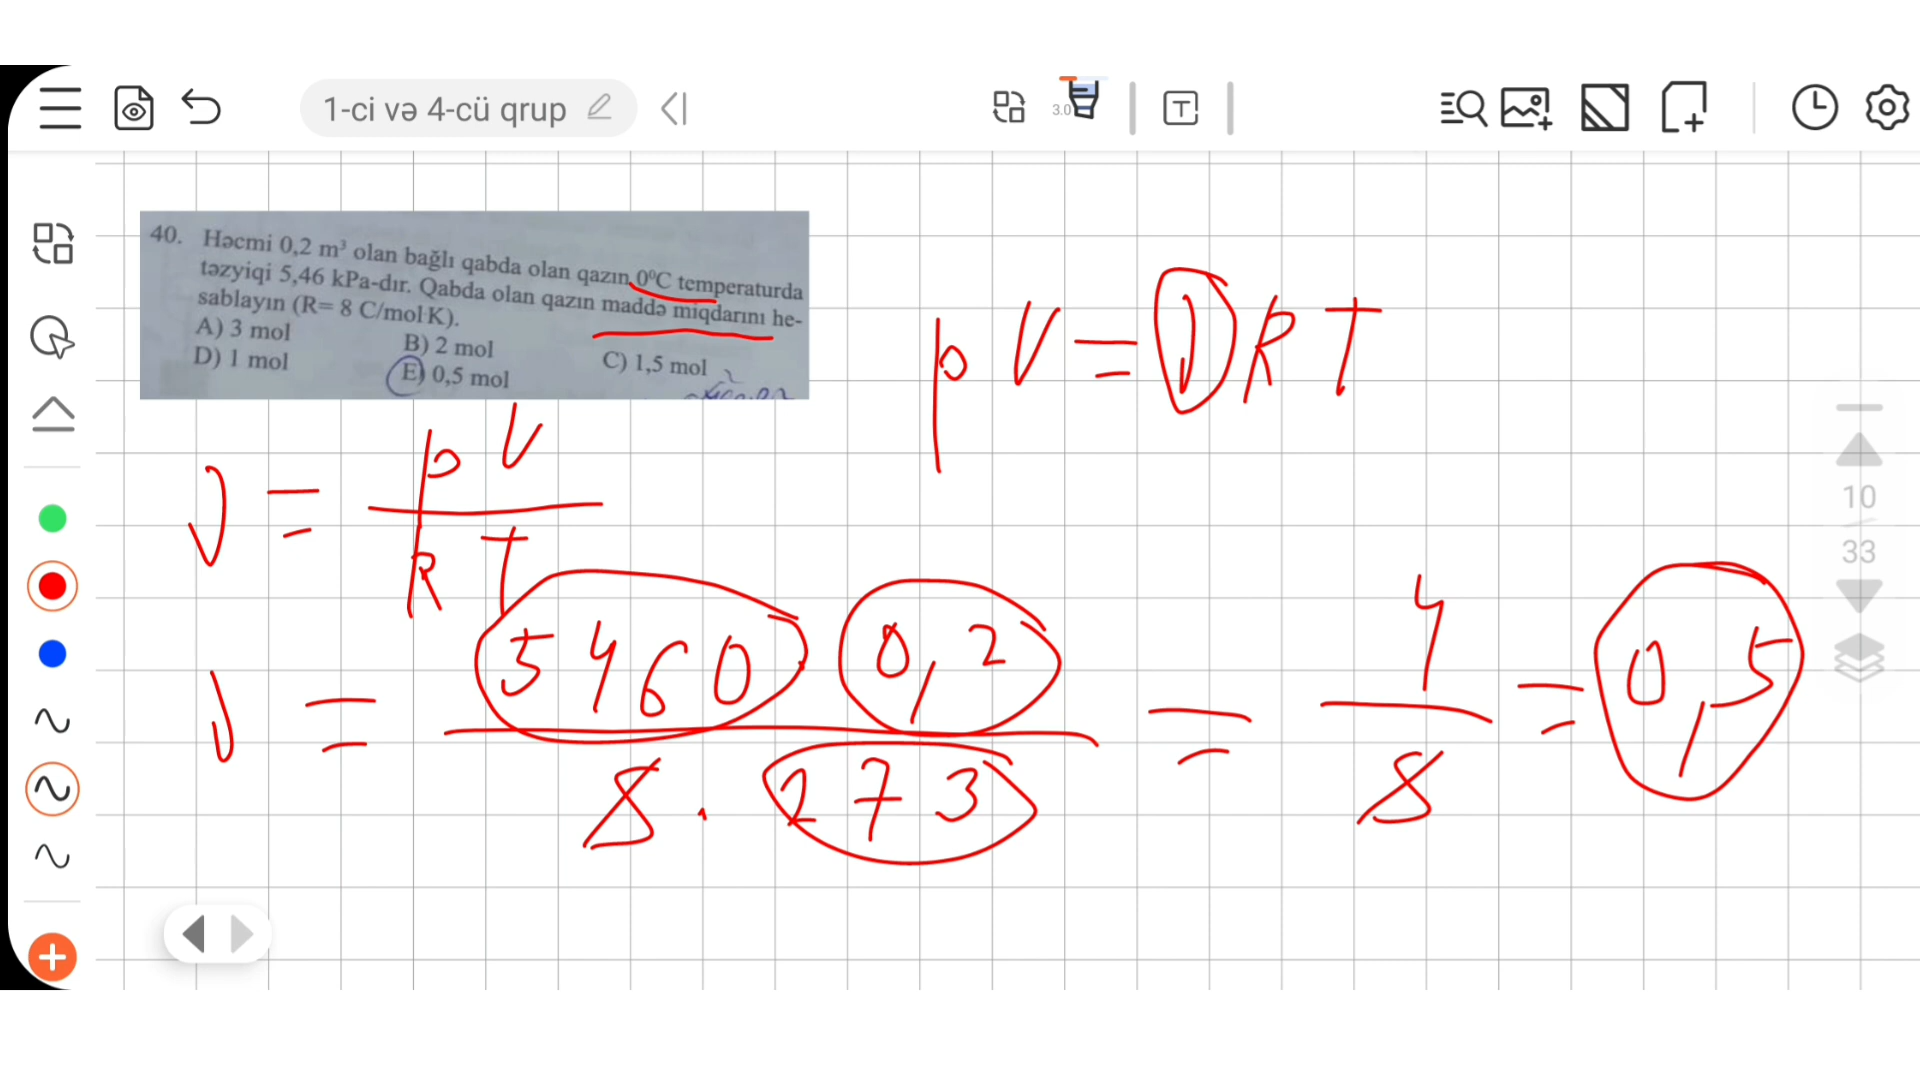 1-ci və 4-cü qrup
3.0
T
40. Həcmi 0,2 m³ olan bağlı qabda olan qazın 0⁰C temperaturda
təzyiqi 5,46 kPa-dır. Qabda olan qazın maddə miqdarını he-
sablayın (R= 8 C/mol·K).
A) 3 mol B) 2 mol C) 1,5 mol
D) 1 mol E) 0,5 mol
pV = νRT
ν = pV / RT
ν = 5460 0,2 / 8 · 273 = 4 / 8 = 0,5
10
33